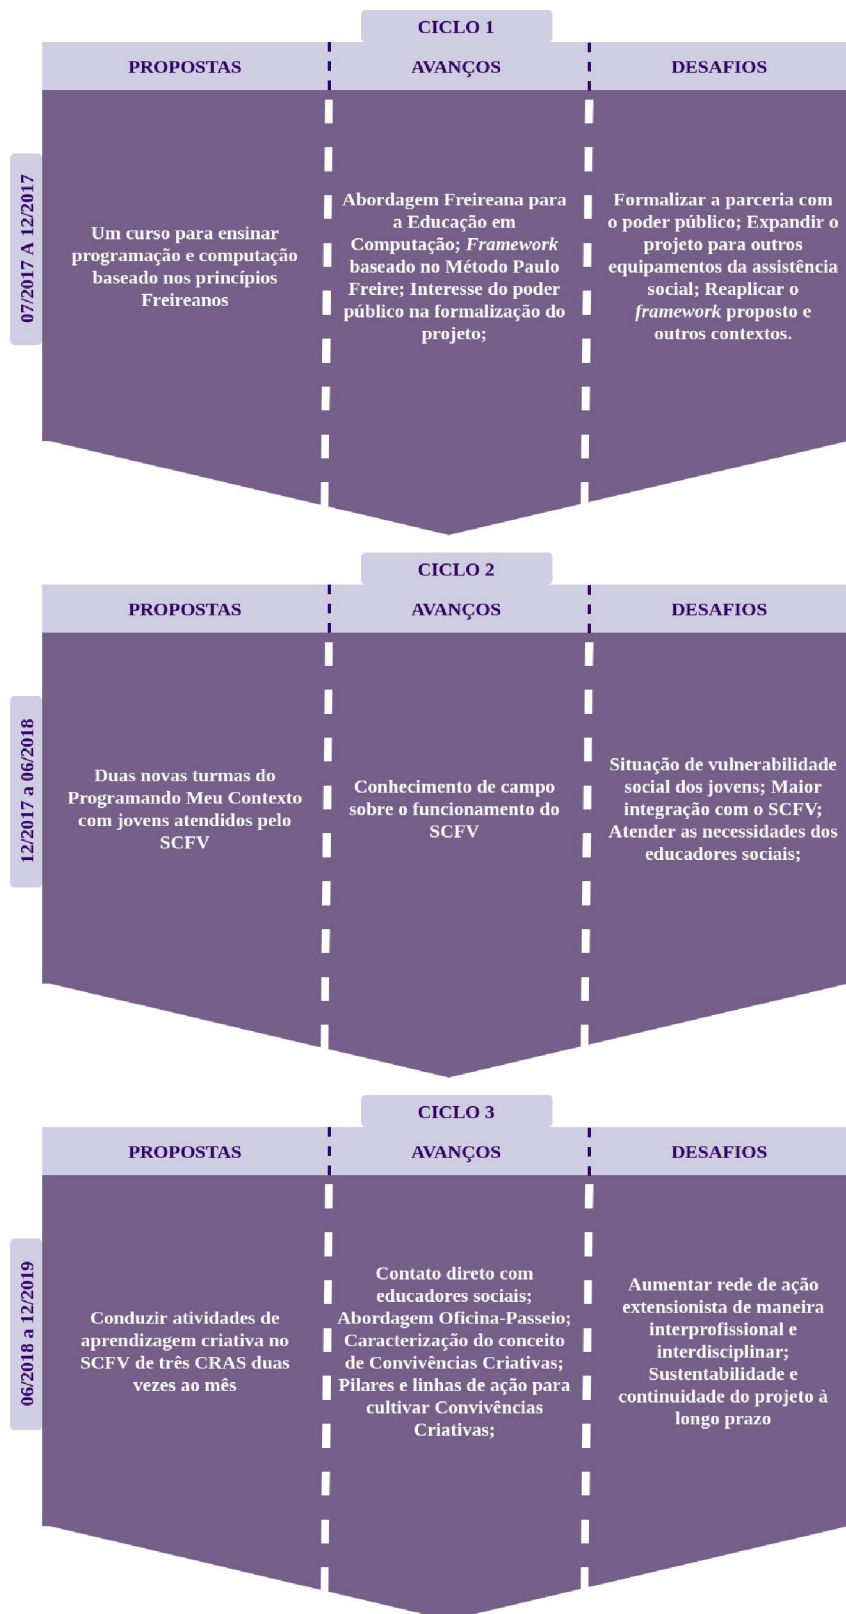 CICLO 1
PROPOSTAS
AVANÇOS
DESAFIOS
07/2017 A 12/2017
Um curso para ensinar
programação e computação
baseado nos princípios
Freireanos
Abordagem Freireana para
a Educação em
Computação; Framework
baseado no Método Paulo
Freire; Interesse do poder
público na formalização do
projeto;
Formalizar a parceria com
o poder público; Expandir o
projeto para outros
equipamentos da assistência
social; Reaplicar o
framework proposto e
outros contextos.
CICLO 2
PROPOSTAS
AVANÇOS
DESAFIOS
12/2017 a 06/2018
Duas novas turmas do
Programando Meu Contexto
com jovens atendidos pelo
SCFV
Conhecimento de campo
sobre o funcionamento do
SCFV
Situação de vulnerabilidade
social dos jovens; Maior
integração com o SCFV;
Atender as necessidades dos
educadores sociais;
CICLO 3
PROPOSTAS
AVANÇOS
DESAFIOS
06/2018 a 12/2019
Conduzir atividades de
aprendizagem criativa no
SCFV de três CRAS duas
vezes ao mês
Contato direto com
educadores sociais;
Abordagem Oficina-Passeio;
Caracterização do conceito
de Convivências Criativas;
Pilares e linhas de ação para
cultivar Convivências
Criativas;
Aumentar rede de ação
extensionista de maneira
interprofissional e
interdisciplinar;
Sustentabilidade e
continuidade do projeto à
longo prazo